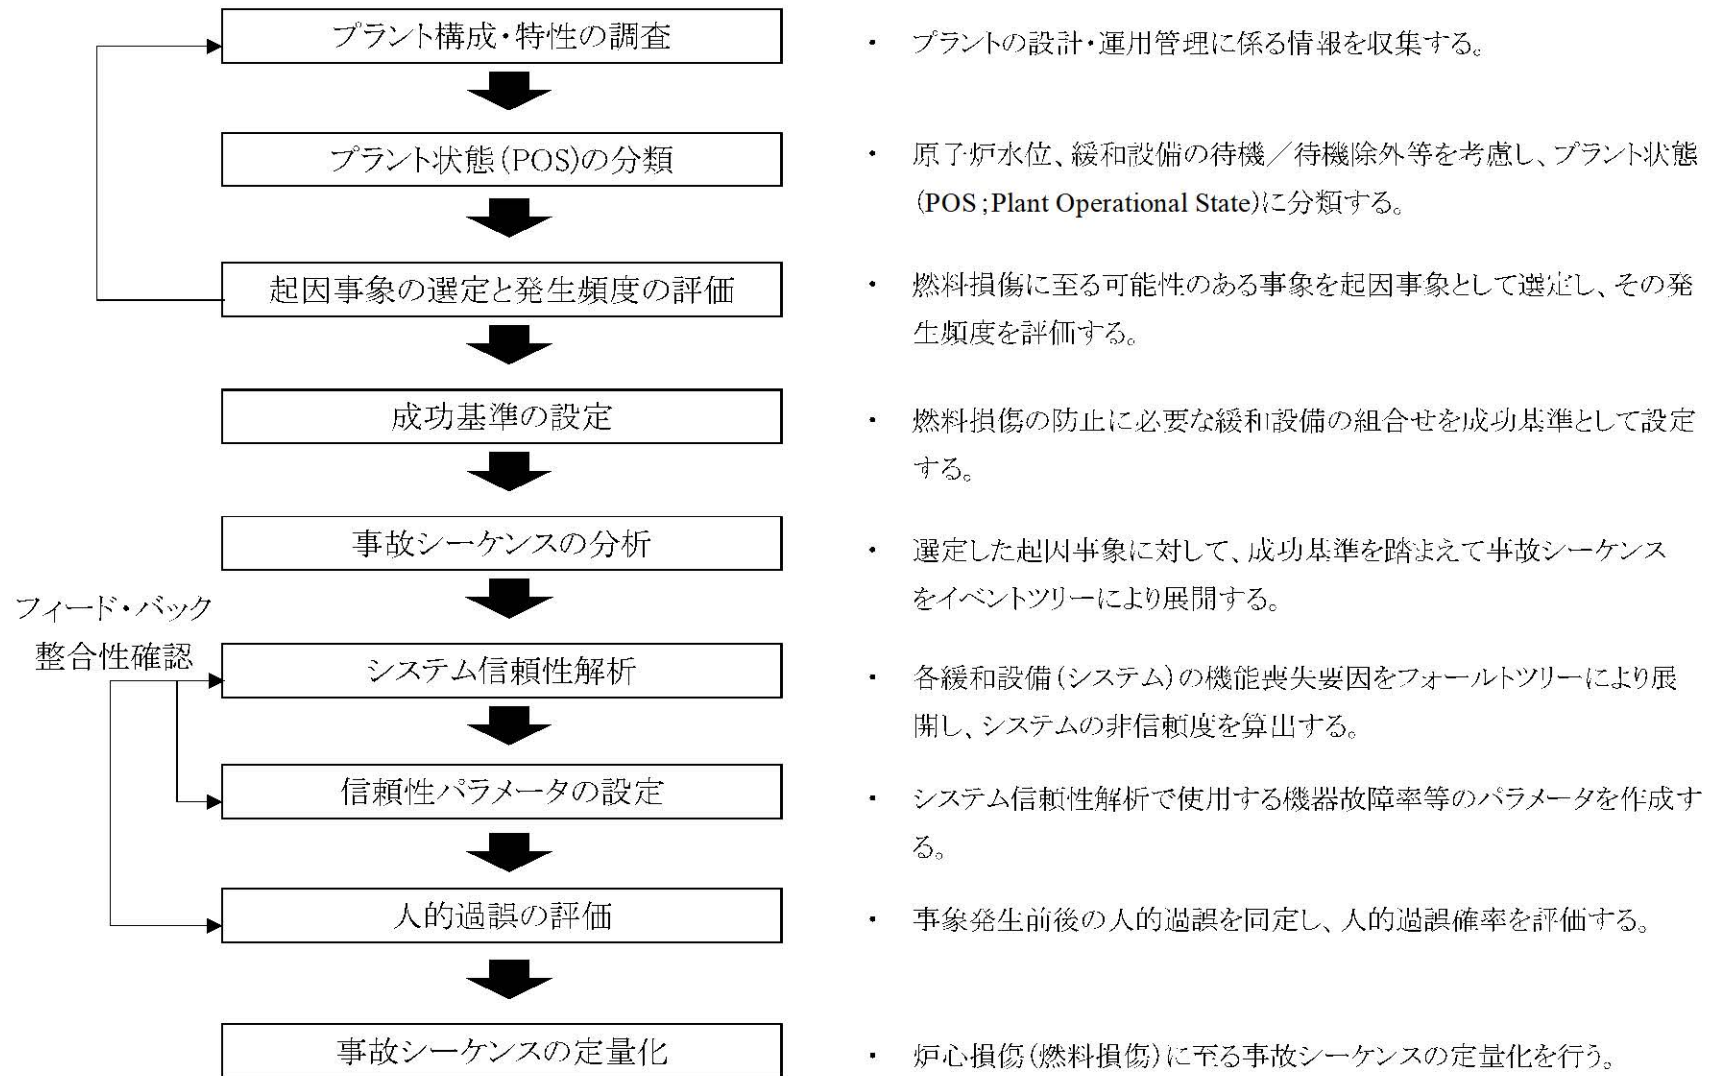 プラント構成・特性の調査
・ プラントの設計・運用管理に係る情報を収集する。
プラント状態(POS)の分類
・ 原子炉水位、緩和設備の待機／待機除外等を考慮し、プラント状態
(POS;Plant Operational State)に分類する。
起因事象の選定と発生頻度の評価
・ 燃料損傷に至る可能性のある事象を起因事象として選定し、その発
生頻度を評価する。
成功基準の設定
・ 燃料損傷の防止に必要な緩和設備の組合せを成功基準として設定
する。
事故シーケンスの分析
・ 選定した起因事象に対して、成功基準を踏まえて事故シーケンス
をイベントツリーにより展開する。
フィード・バック
整合性確認
システム信頼性解析
・ 各緩和設備(システム)の機能喪失要因をフォールトツリーにより展
開し、システムの非信頼度を算出する。
信頼性パラメータの設定
・ システム信頼性解析で使用する機器故障率等のパラメータを作成す
る。
人的過誤の評価
・ 事象発生前後の人的過誤を同定し、人的過誤確率を評価する。
事故シーケンスの定量化
・ 炉心損傷(燃料損傷)に至る事故シーケンスの定量化を行う。